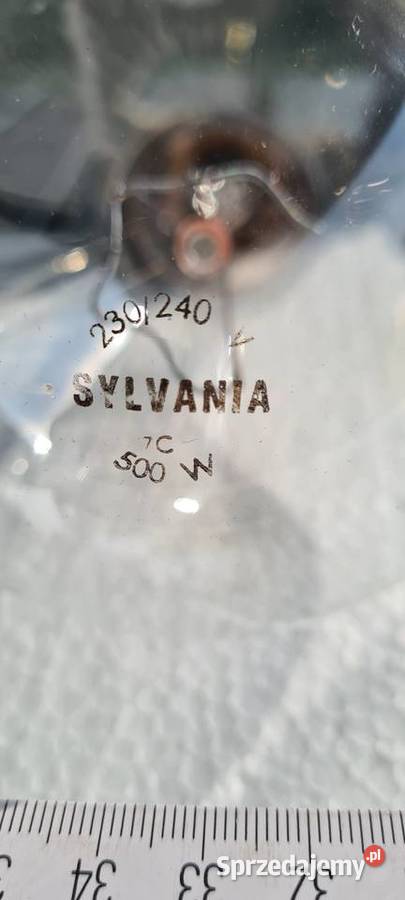 230/240
V
SYLVANIA
7C
500 W
34
33
Sprzedajemy.pl